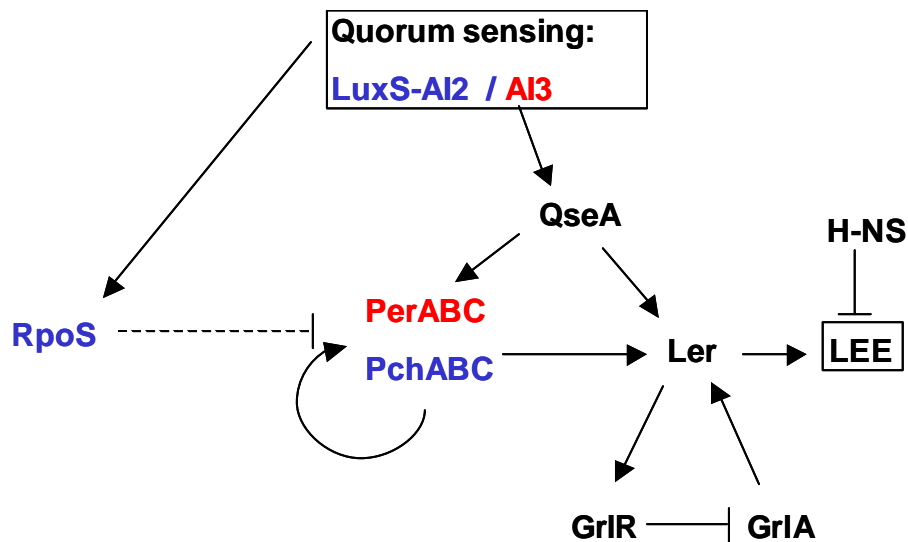 Quorum sensing:
LuxS-AI2 / AI3
QseA
H-NS
PerABC
RpoS
PchABC
Ler
LEE
GrlR
GrlA